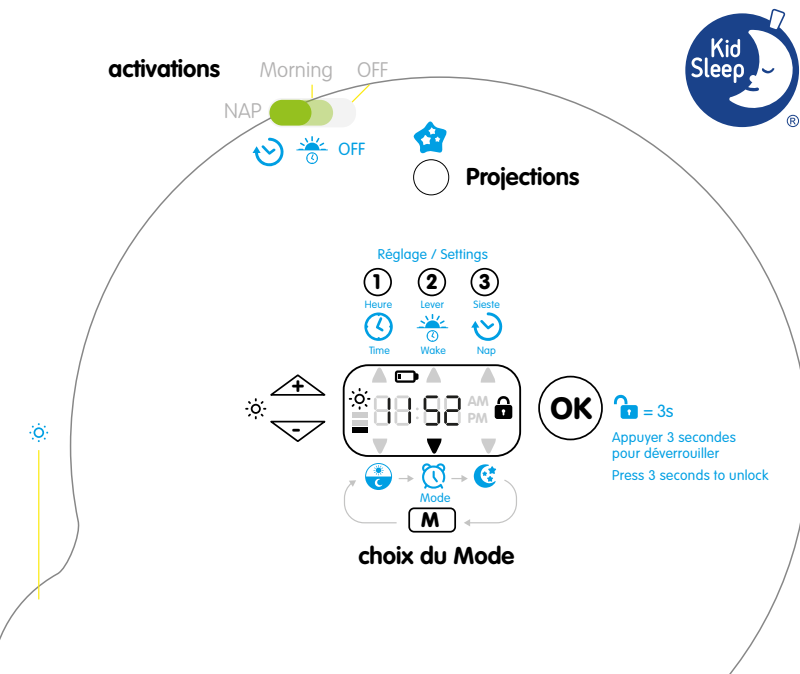 Kid
Sleep
®
activations
Morning OFF
NAP
OFF
Projections
Réglage / Settings
1 2 3
Heure Lever Sieste
Time Wake Nap
+
-
11:52
AM
PM
OK
= 3s
Appuyer 3 secondes
pour déverrouiller
Press 3 seconds to unlock
Mode
M
choix du Mode